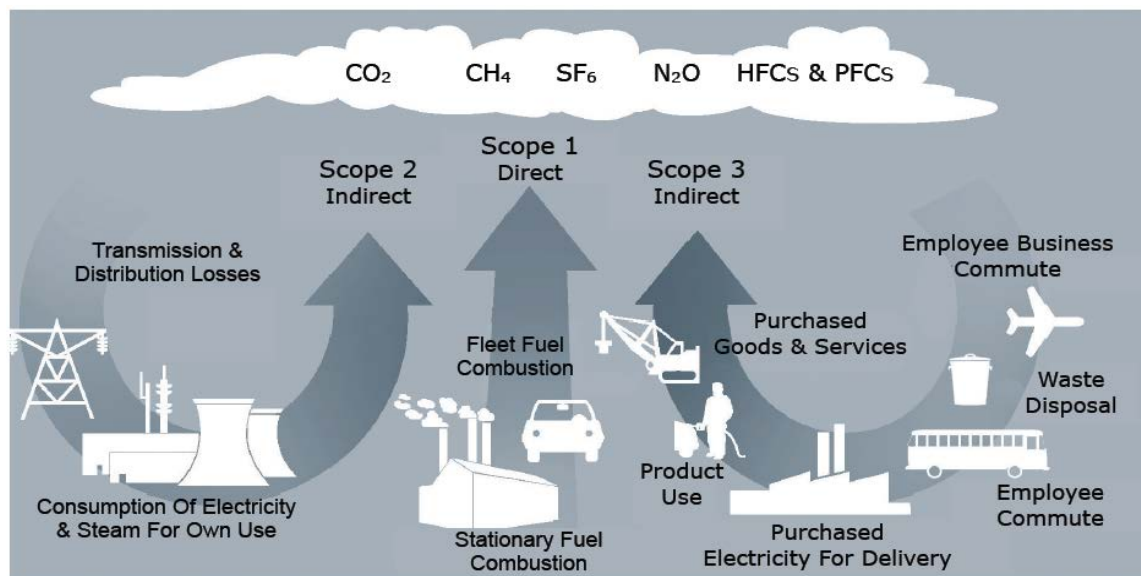 CO₂ CH₄ SF₆ N₂O HFCs & PFCs
Scope 2
Indirect
Scope 1
Direct
Scope 3
Indirect
Transmission &
Distribution Losses
Consumption Of Electricity
& Steam For Own Use
Fleet Fuel
Combustion
Stationary Fuel
Combustion
Purchased
Goods & Services
Product
Use
Purchased
Electricity For Delivery
Employee Business
Commute
Waste
Disposal
Employee
Commute